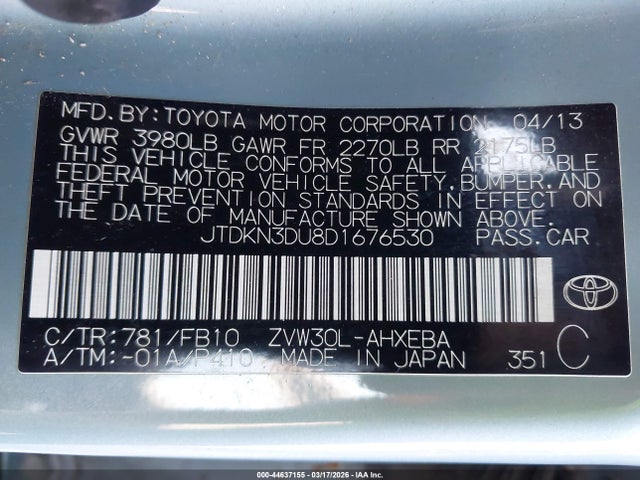 MFD.BY:TOYOTA MOTOR CORPORATION 04/13
GVWR 3980LB GAWR FR 2270LB RR 2175LB
THIS VEHICLE CONFORMS TO ALL APPLICABLE
FEDERAL MOTOR VEHICLE SAFETY,BUMPER,AND
THEFT PREVENTION STANDARDS IN EFFECT ON
THE DATE OF MANUFACTURE SHOWN ABOVE.
JTDKN3DU8D1676530 PASS.CAR
C/TR:781/FB10 ZVW30L-AHXEBA
A/TM:-01A/P410 MADE IN JAPAN 351 C
000-44637155 - 03/17/2026 - IAA Inc.